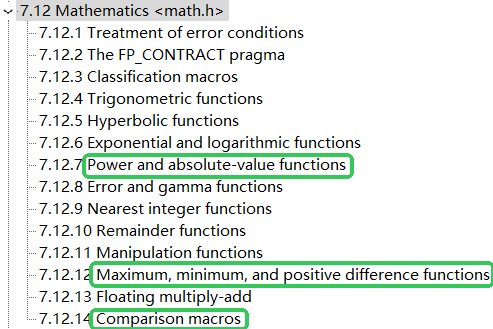 7.12 Mathematics <math.h>
7.12.1 Treatment of error conditions
7.12.2 The FP_CONTRACT pragma
7.12.3 Classification macros
7.12.4 Trigonometric functions
7.12.5 Hyperbolic functions
7.12.6 Exponential and logarithmic functions
7.12.7 Power and absolute-value functions
7.12.8 Error and gamma functions
7.12.9 Nearest integer functions
7.12.10 Remainder functions
7.12.11 Manipulation functions
7.12.12 Maximum, minimum, and positive difference functions
7.12.13 Floating multiply-add
7.12.14 Comparison macros